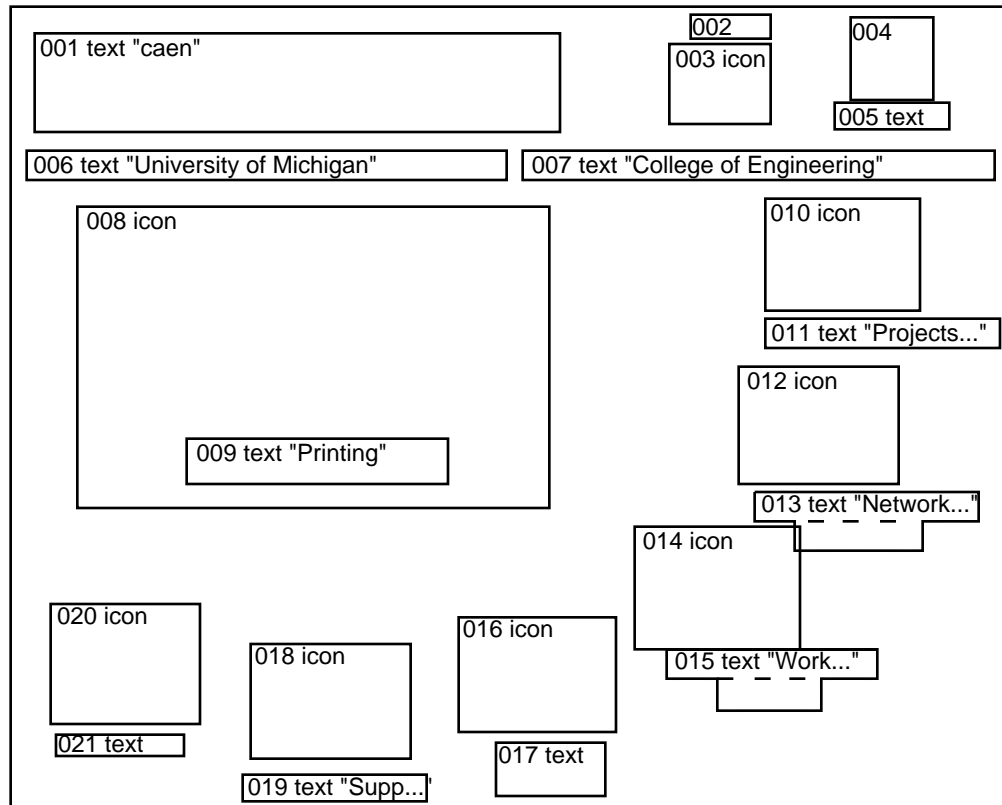 001 text "caen"
002
003 icon
004
005 text
006 text "University of Michigan"
007 text "College of Engineering"
008 icon
009 text "Printing"
010 icon
011 text "Projects..."
012 icon
013 text "Network..."
014 icon
015 text "Work..."
016 icon
017 text
018 icon
019 text "Supp..."
020 icon
021 text